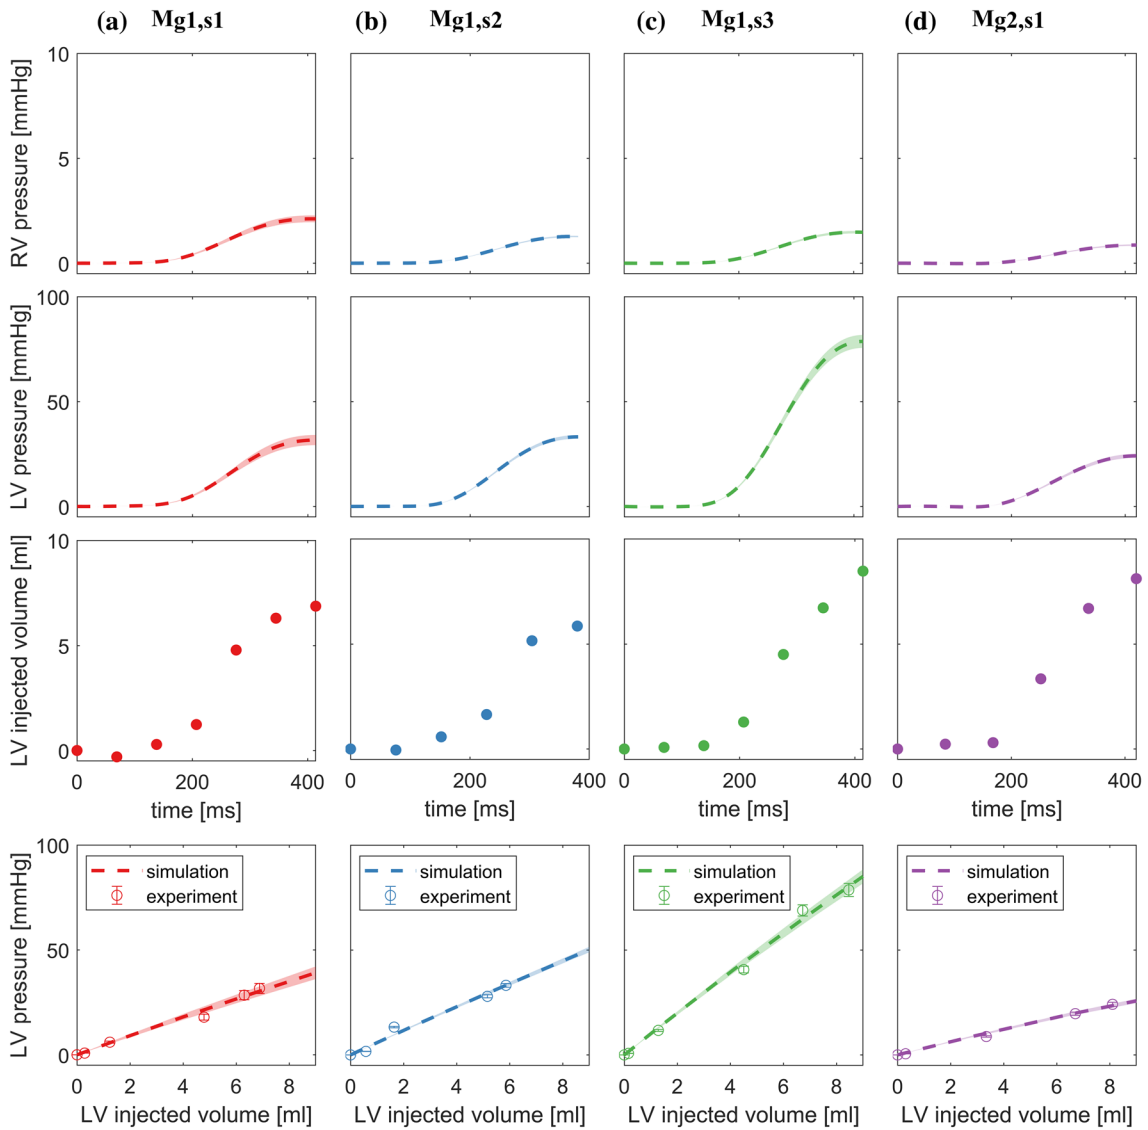 (a) Mg1,s1 (b) Mg1,s2 (c) Mg1,s3 (d) Mg2,s1
RV pressure [mmHg]
10
5
0
LV pressure [mmHg]
100
50
0
LV injected volume [ml]
10
5
0
0 200 400 0 200 400 0 200 400 0 200 400
time [ms] time [ms] time [ms] time [ms]
LV pressure [mmHg]
100
50
0
simulation simulation simulation simulation
experiment experiment experiment experiment
0 2 4 6 8 0 2 4 6 8 0 2 4 6 8 0 2 4 6 8
LV injected volume [ml] LV injected volume [ml] LV injected volume [ml] LV injected volume [ml]